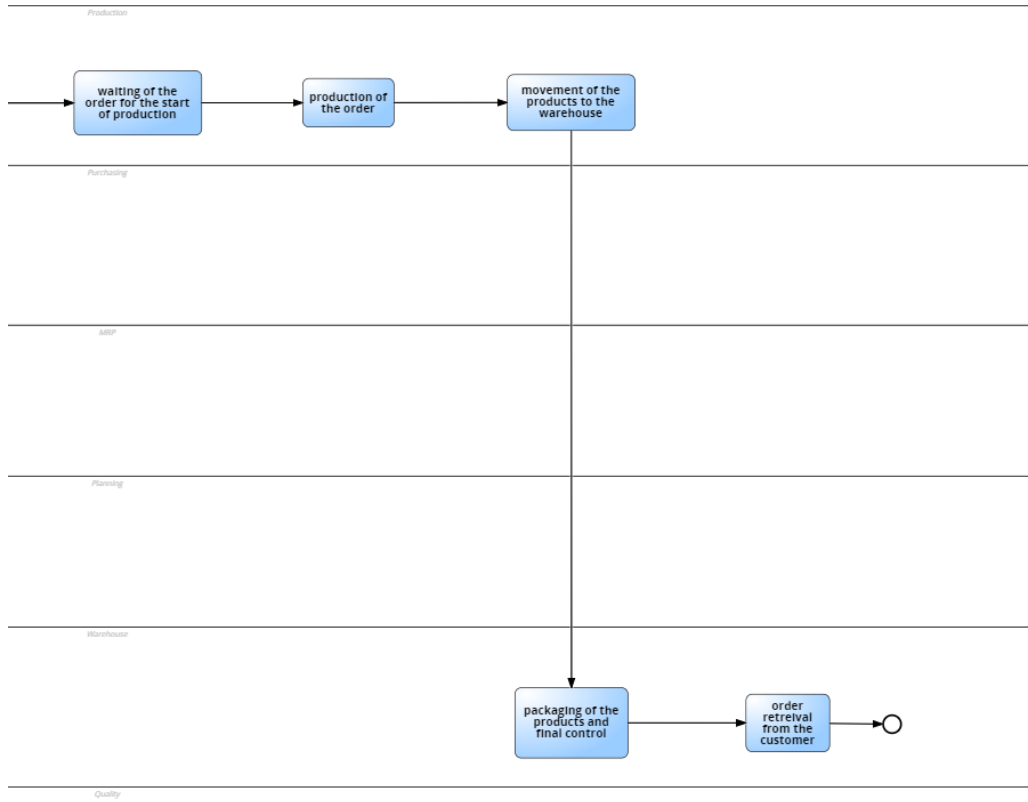 Production
waiting of the
order for the start
of production
production of
the order
movement of the
products to the
warehouse
Purchasing
MRP
Planning
Warehouse
packaging of the
products and
final control
order
retreival
from the
customer
Quality